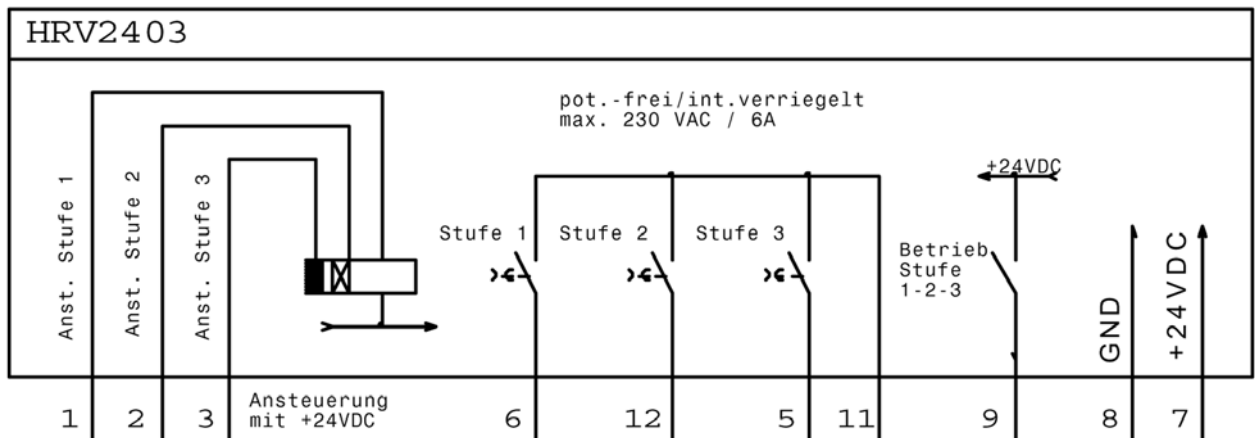 HRV2403
pot.-frei/int.verriegelt
max. 230 VAC / 6A
Anst. Stufe 1
Anst. Stufe 2
Anst. Stufe 3
Stufe 1
Stufe 2
Stufe 3
+24VDC
Betrieb
Stufe
1-2-3
GND
+24VDC
Ansteuerung
mit +24VDC
1 2 3 6 12 5 11 9 8 7